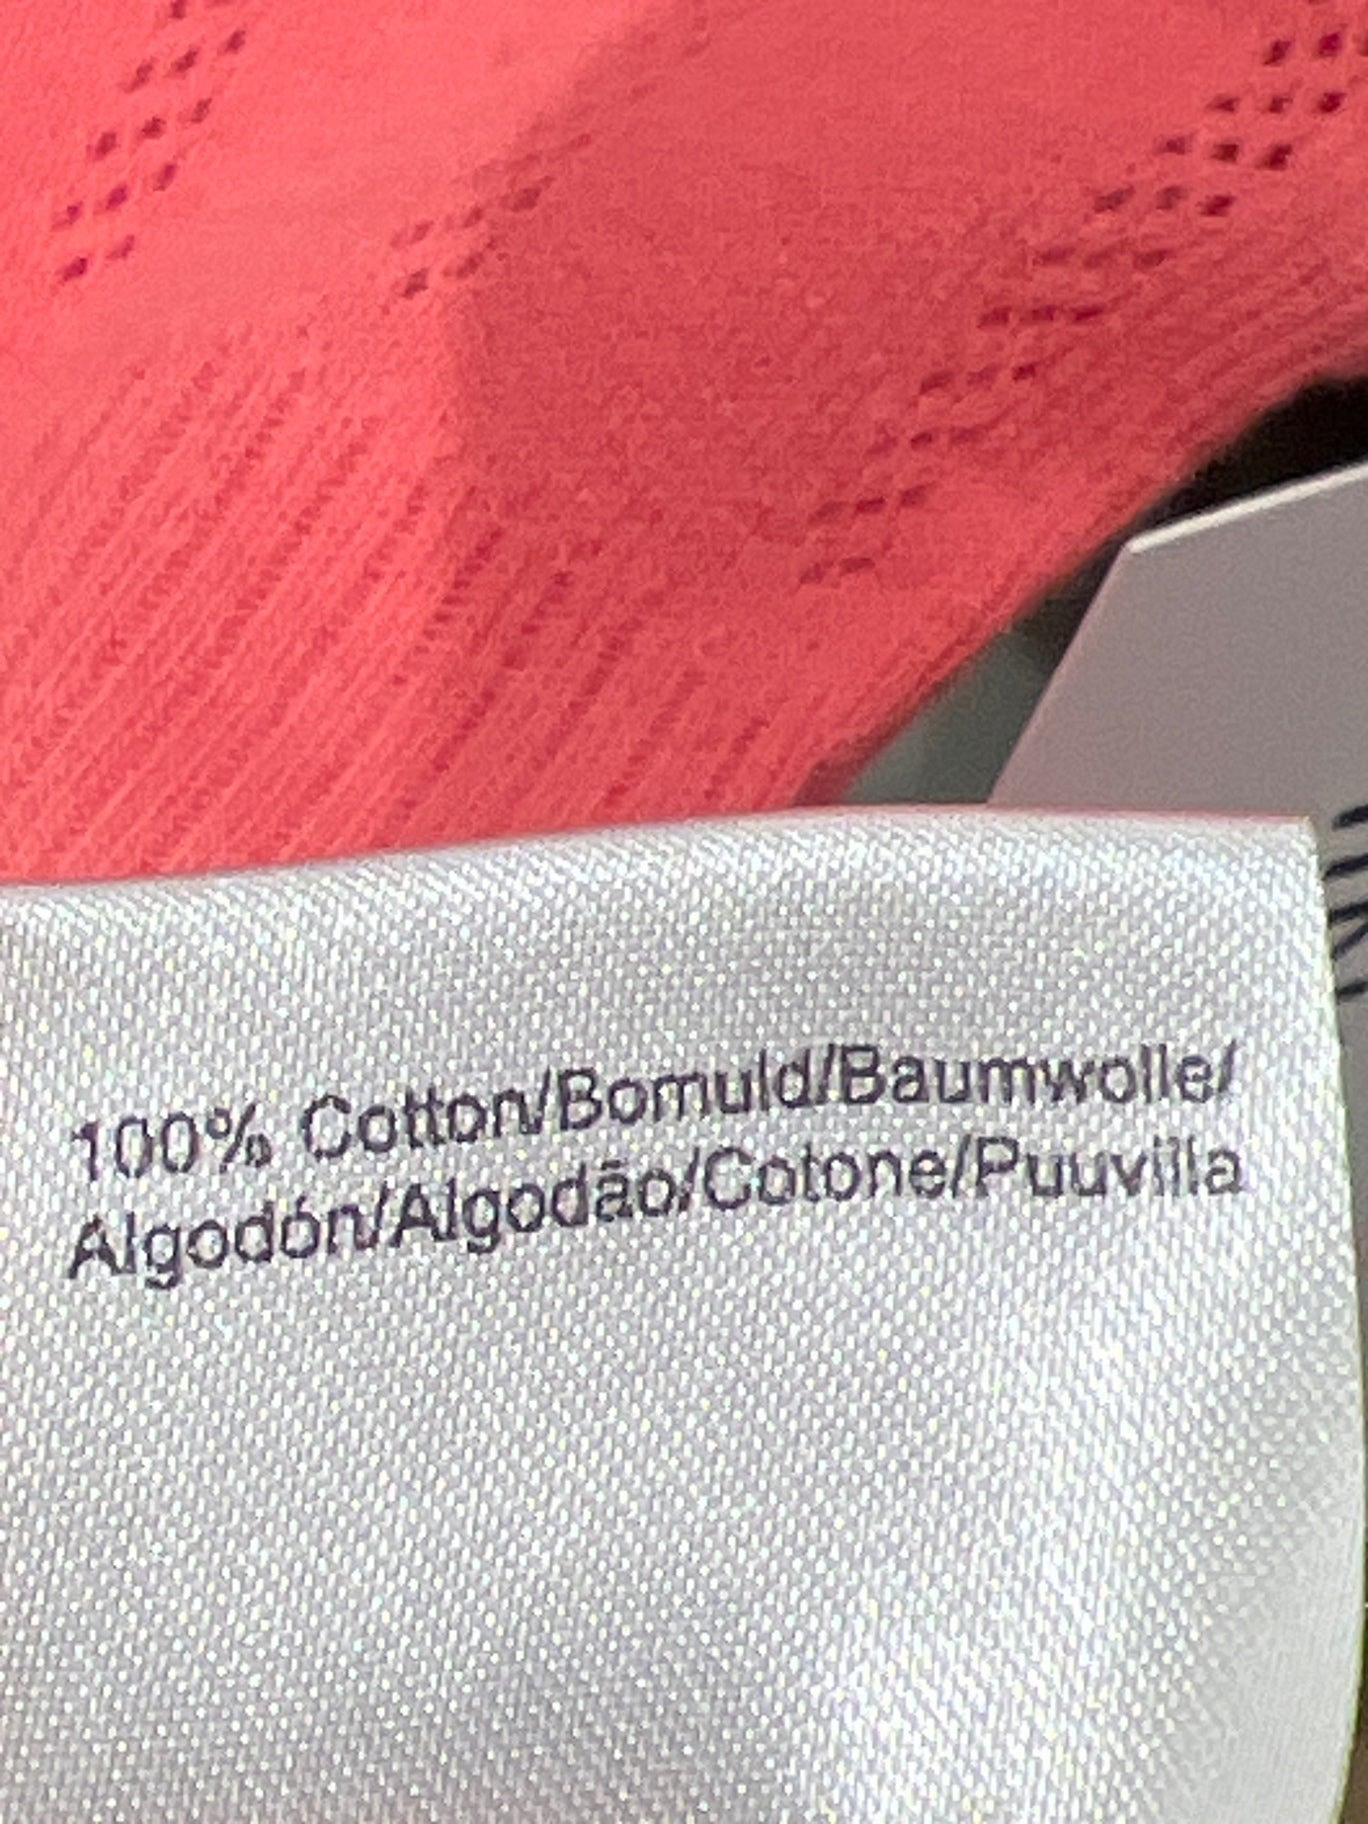 100% Cotton/Bomuld/Baumwolle/
Algodón/Algodão/Cotone/Puuvilla